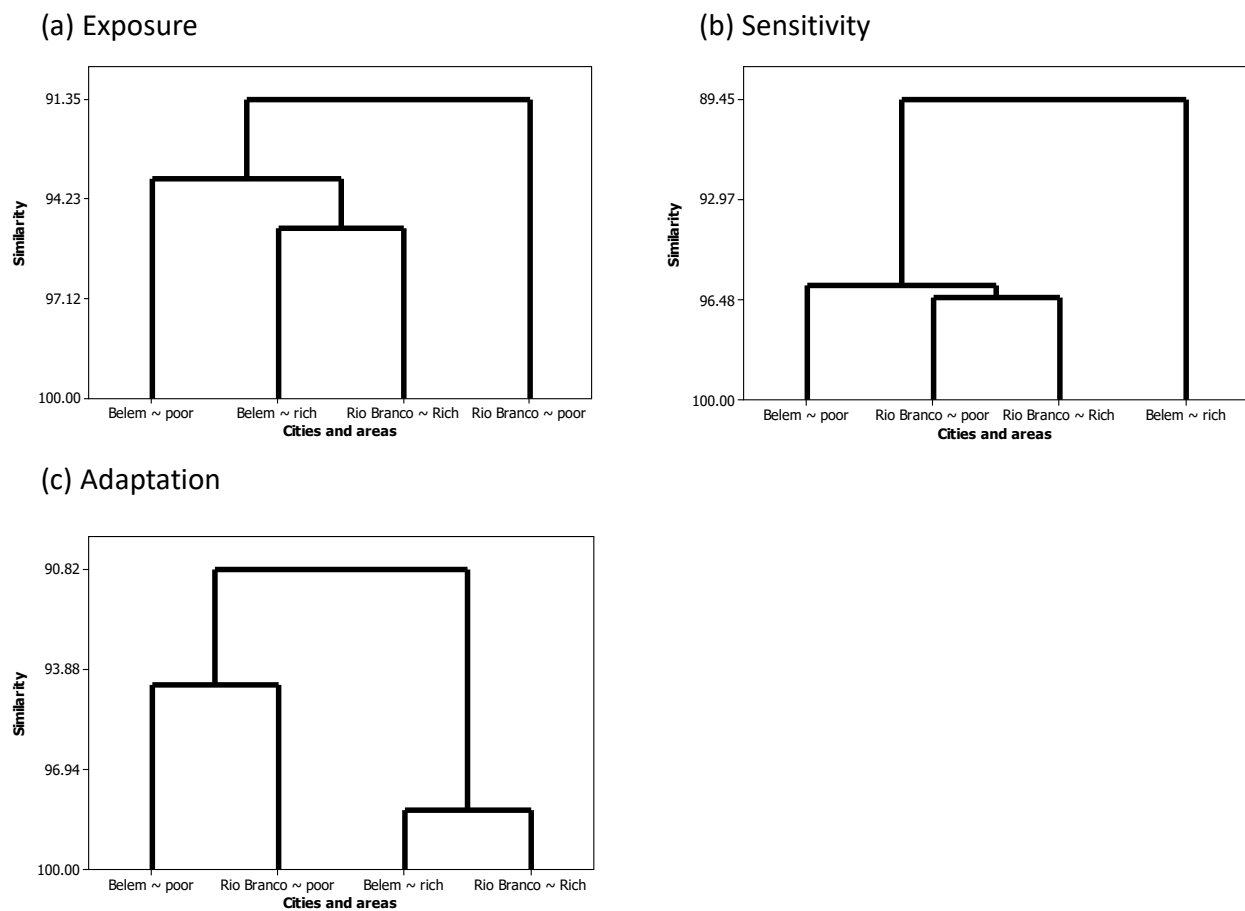 (a) Exposure
91.35
94.23
97.12
100.00
Similarity
Belem ~ poor Belem ~ rich Rio Branco ~ Rich Rio Branco ~ poor
Cities and areas
(b) Sensitivity
89.45
92.97
96.48
100.00
Similarity
Belem ~ poor Rio Branco ~ poor Rio Branco ~ Rich Belem ~ rich
Cities and areas
(c) Adaptation
90.82
93.88
96.94
100.00
Similarity
Belem ~ poor Rio Branco ~ poor Belem ~ rich Rio Branco ~ Rich
Cities and areas